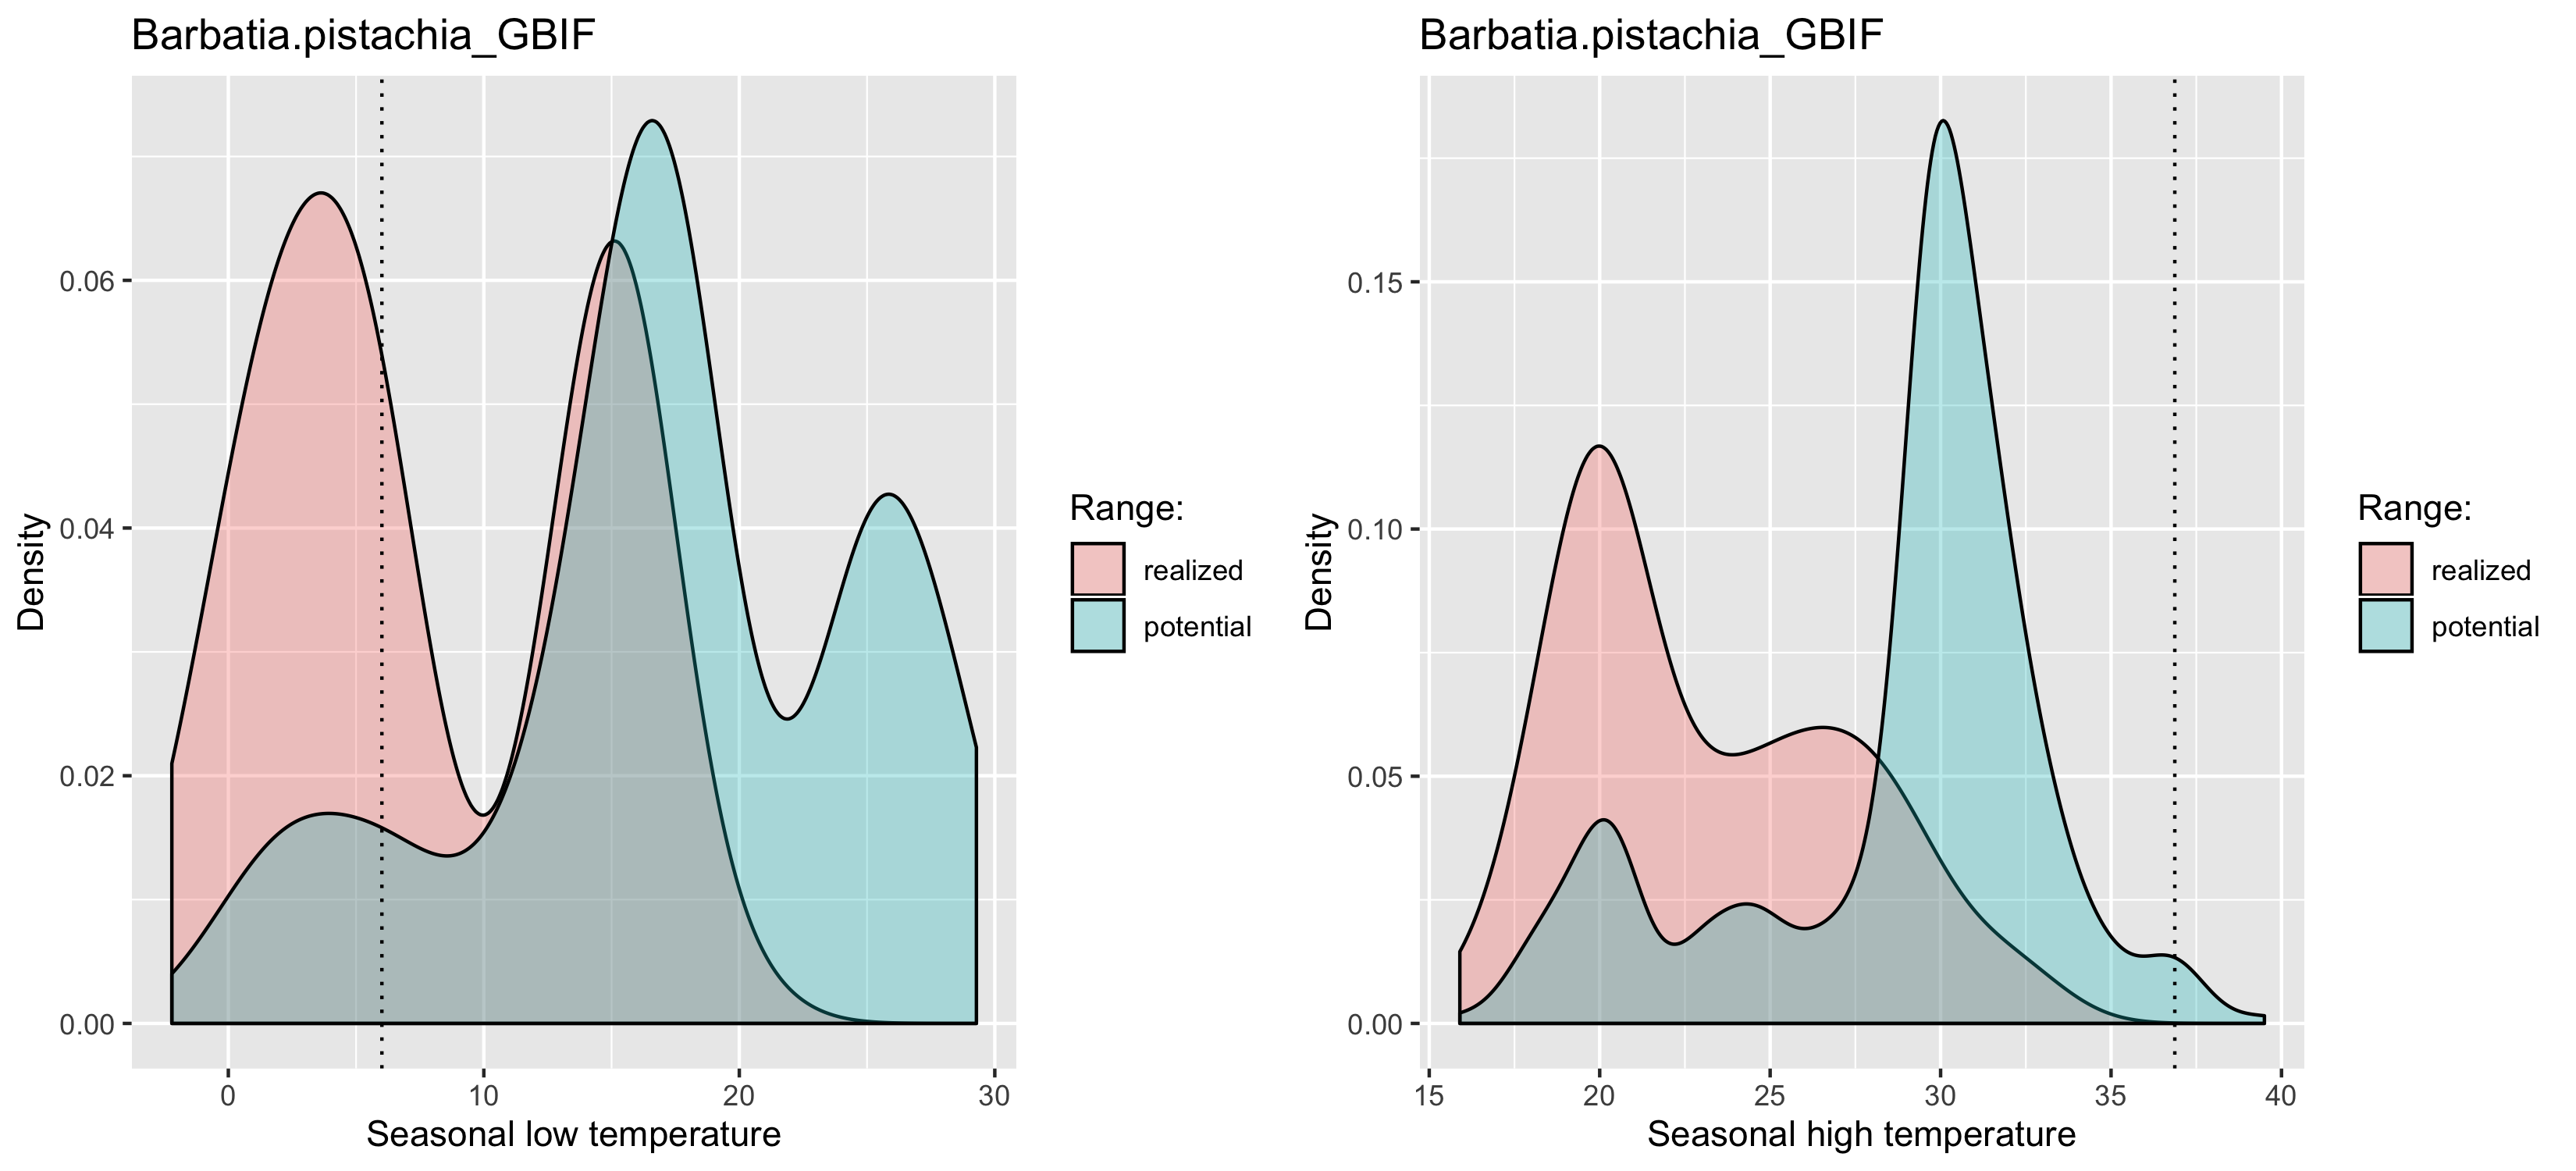 Barbatia.pistachia_GBIF
Density
0.06
0.04
0.02
0.00
0
10
20
30
Seasonal low temperature
Range:
realized
potential
Barbatia.pistachia_GBIF
Density
0.15
0.10
0.05
0.00
15
20
25
30
35
40
Seasonal high temperature
Range:
realized
potential